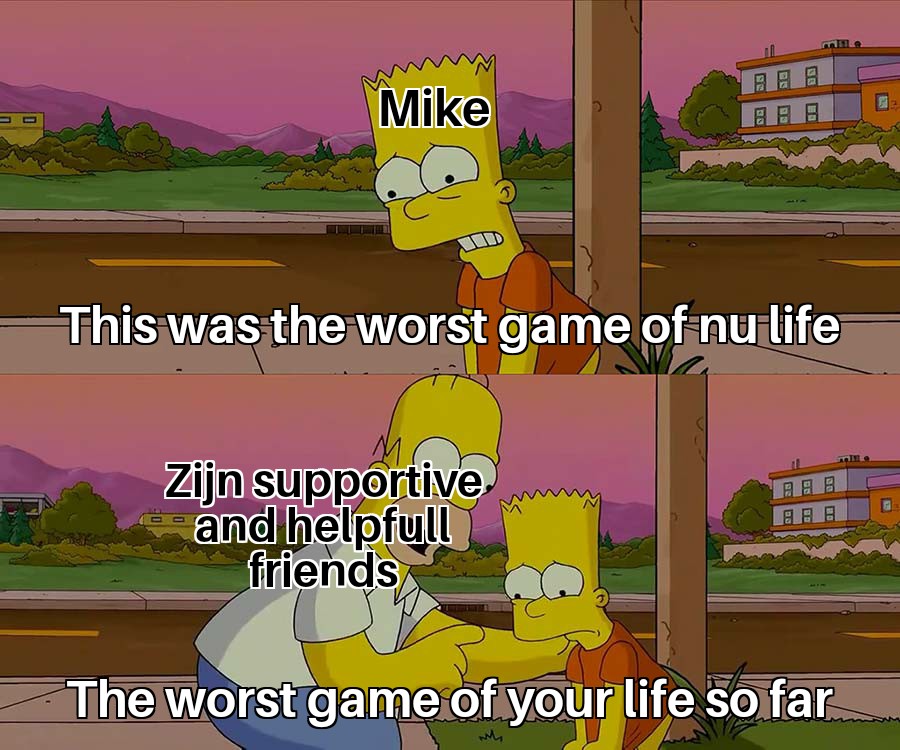 Mike
This was the worst game of nu life
Zijn supportive
and helpfull
friends
The worst game of your life so far